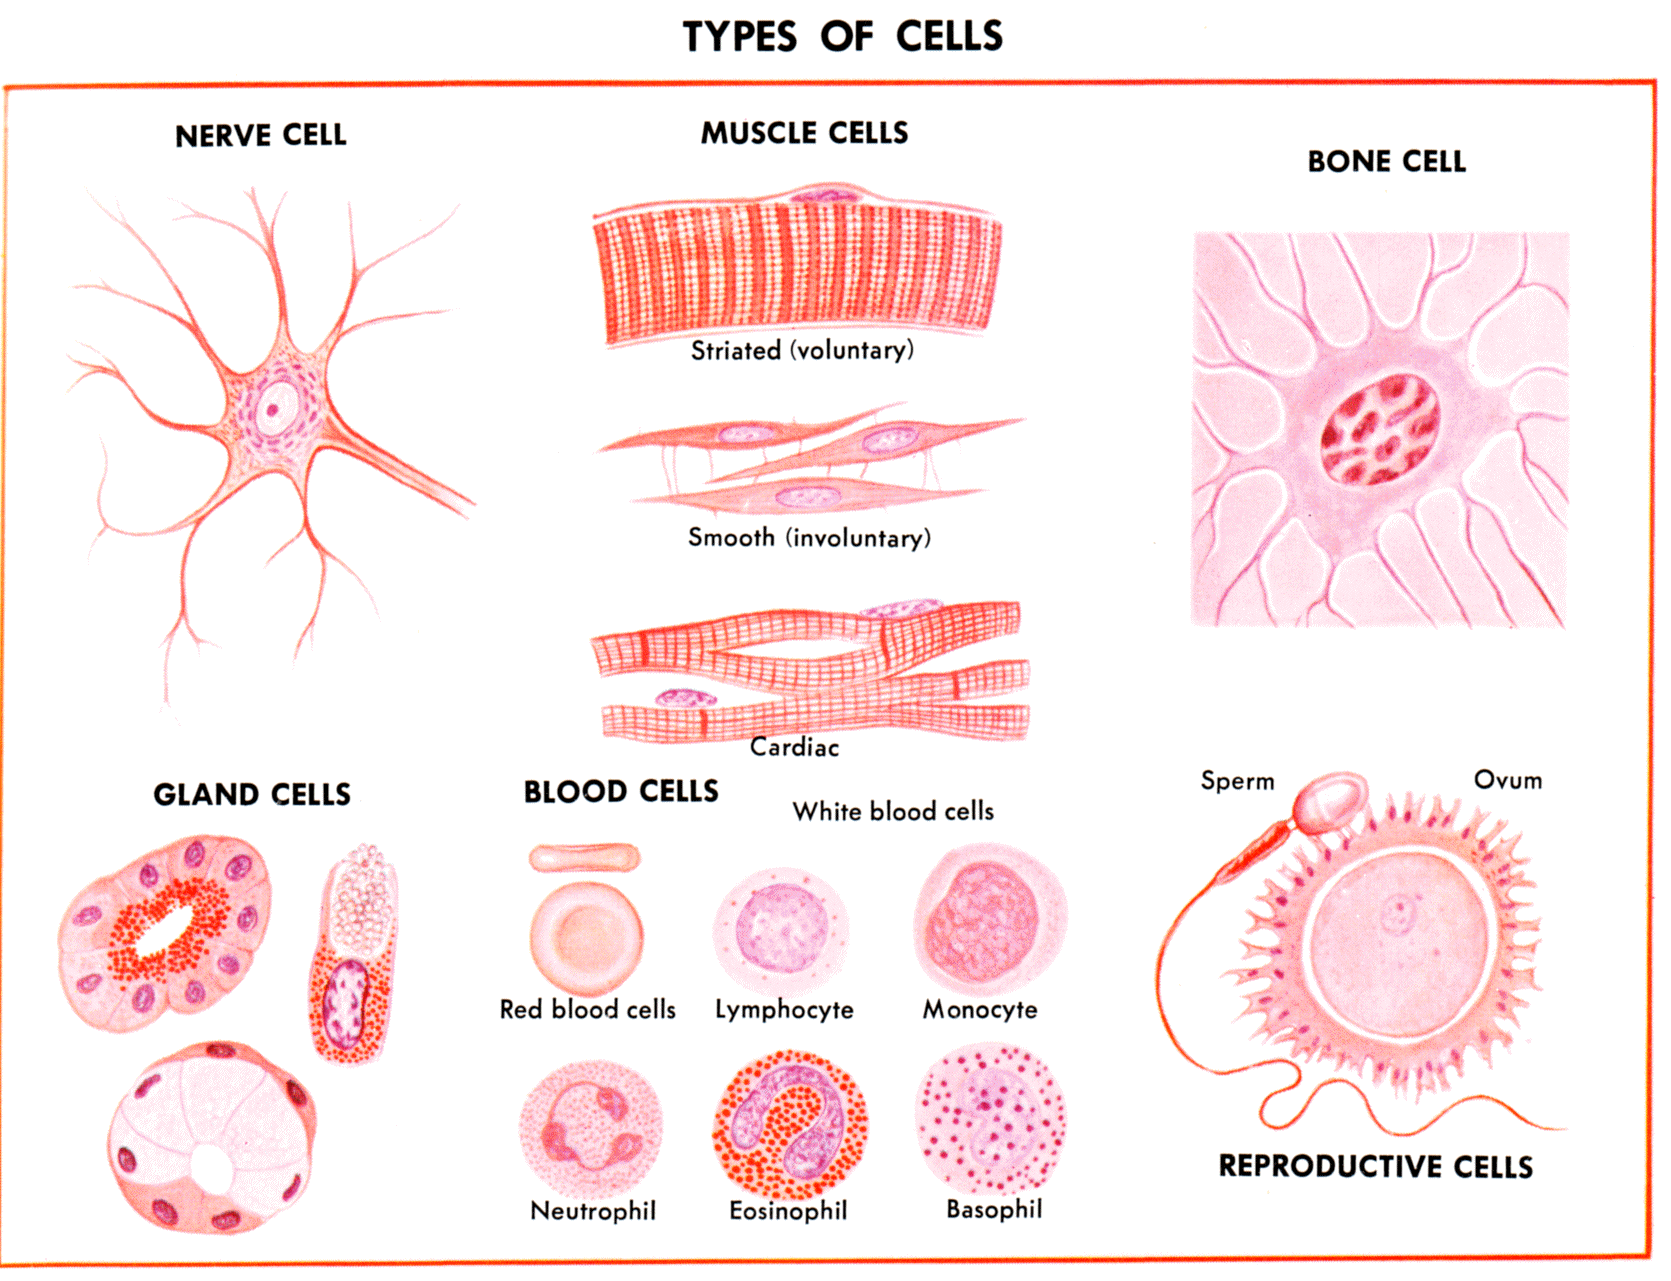 TYPES OF CELLS
NERVE CELL
MUSCLE CELLS
BONE CELL
Striated (voluntary)
Smooth (involuntary)
Cardiac
GLAND CELLS
BLOOD CELLS
White blood cells
Red blood cells
Lymphocyte
Monocyte
Neutrophil
Eosinophil
Basophil
Sperm
Ovum
REPRODUCTIVE CELLS